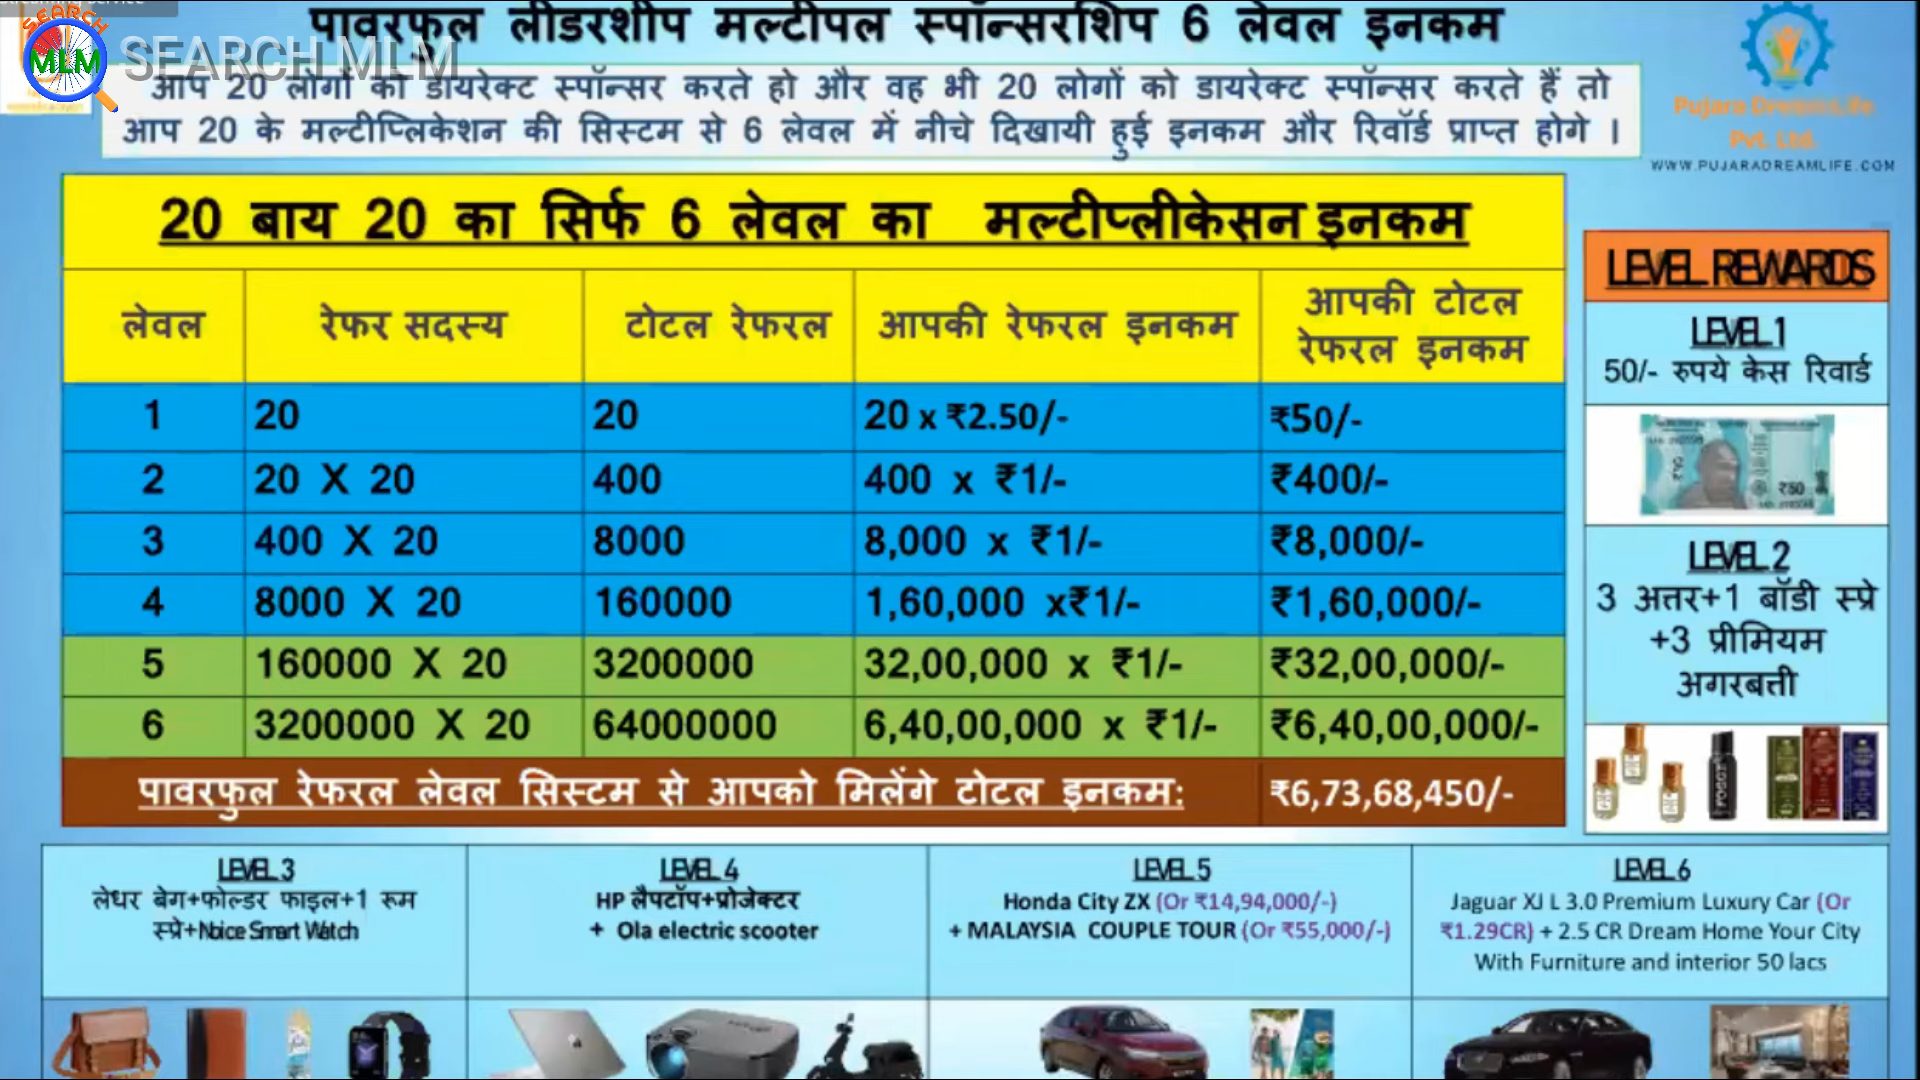 SEARCH
MLM
SEARCH MLM
पावरफुल लीडरशीप मल्टीपल स्पॉन्सरशिप 6 लेवल इनकम
आप 20 लोगों को डायरेक्ट स्पॉन्सर करते हो और वह भी 20 लोगों को डायरेक्ट स्पॉन्सर करते हैं तो
आप 20 के मल्टीप्लिकेशन की सिस्टम से 6 लेवल में नीचे दिखायी हुई इनकम और रिवॉर्ड प्राप्त होगे ।
Pujara DreamLife
Pvt. Ltd.
WWW.PUJARADREAMLIFE.COM
20 बाय 20 का सिर्फ 6 लेवल का मल्टीप्लीकेसन इनकम
लेवल रेफर सदस्य टोटल रेफरल आपकी रेफरल इनकम आपकी टोटल
रेफरल इनकम
1 20 20 20 x ₹2.50/- ₹50/-
2 20 X 20 400 400 x ₹1/- ₹400/-
3 400 X 20 8000 8,000 x ₹1/- ₹8,000/-
4 8000 X 20 160000 1,60,000 x₹1/- ₹1,60,000/-
5 160000 X 20 3200000 32,00,000 x ₹1/- ₹32,00,000/-
6 3200000 X 20 64000000 6,40,00,000 x ₹1/- ₹6,40,00,000/-
पावरफुल रेफरल लेवल सिस्टम से आपको मिलेंगे टोटल इनकम: ₹6,73,68,450/-
LEVEL REWARDS
LEVEL 1
50/- रुपये केस रिवार्ड
₹50
LEVEL 2
3 अत्तर+1 बॉडी स्प्रे
+3 प्रीमियम
अगरबत्ती
FOGG
LEVEL 3
लेधर बेग+फोल्डर फाइल+1 रूम
स्प्रे+Noice Smart Watch
LEVEL 4
HP लैपटॉप+प्रोजेक्टर
+ Ola electric scooter
LEVEL 5
Honda City ZX (Or ₹14,94,000/-)
+ MALAYSIA COUPLE TOUR (Or ₹55,000/-)
LEVEL 6
Jaguar XJ L 3.0 Premium Luxury Car (Or
₹1.29CR) + 2.5 CR Dream Home Your City
With Furniture and interior 50 lacs